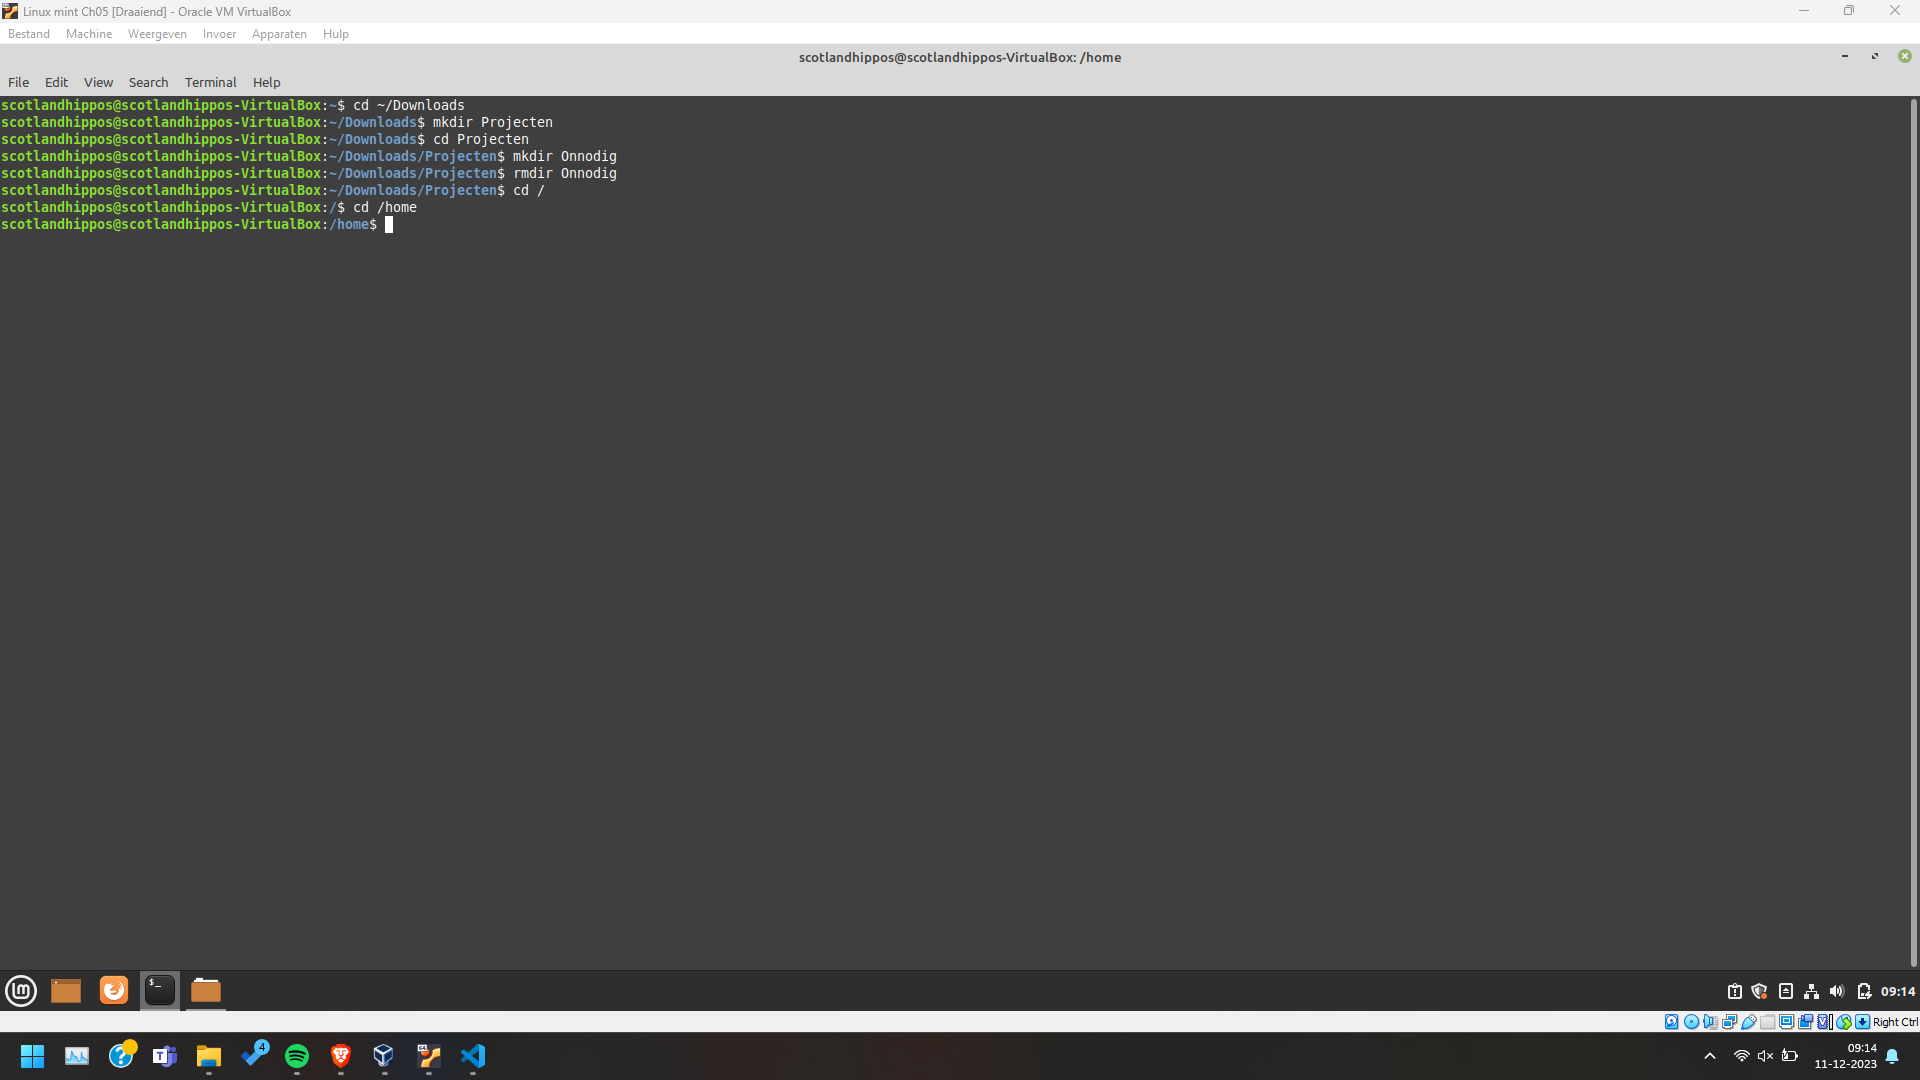 Linux mint Ch05 [Draaiend] - Oracle VM VirtualBox
Bestand Machine Weergeven Invoer Apparaten Hulp
scotlandhippos@scotlandhippos-VirtualBox: /home
File Edit View Search Terminal Help
scotlandhippos@scotlandhippos-VirtualBox:~$ cd ~/Downloads
scotlandhippos@scotlandhippos-VirtualBox:~/Downloads$ mkdir Projecten
scotlandhippos@scotlandhippos-VirtualBox:~/Downloads$ cd Projecten
scotlandhippos@scotlandhippos-VirtualBox:~/Downloads/Projecten$ mkdir Onnodig
scotlandhippos@scotlandhippos-VirtualBox:~/Downloads/Projecten$ rmdir Onnodig
scotlandhippos@scotlandhippos-VirtualBox:~/Downloads/Projecten$ cd /
scotlandhippos@scotlandhippos-VirtualBox:/$ cd /home
scotlandhippos@scotlandhippos-VirtualBox:/home$
09:14
Right Ctrl
4
09:14
11-12-2023